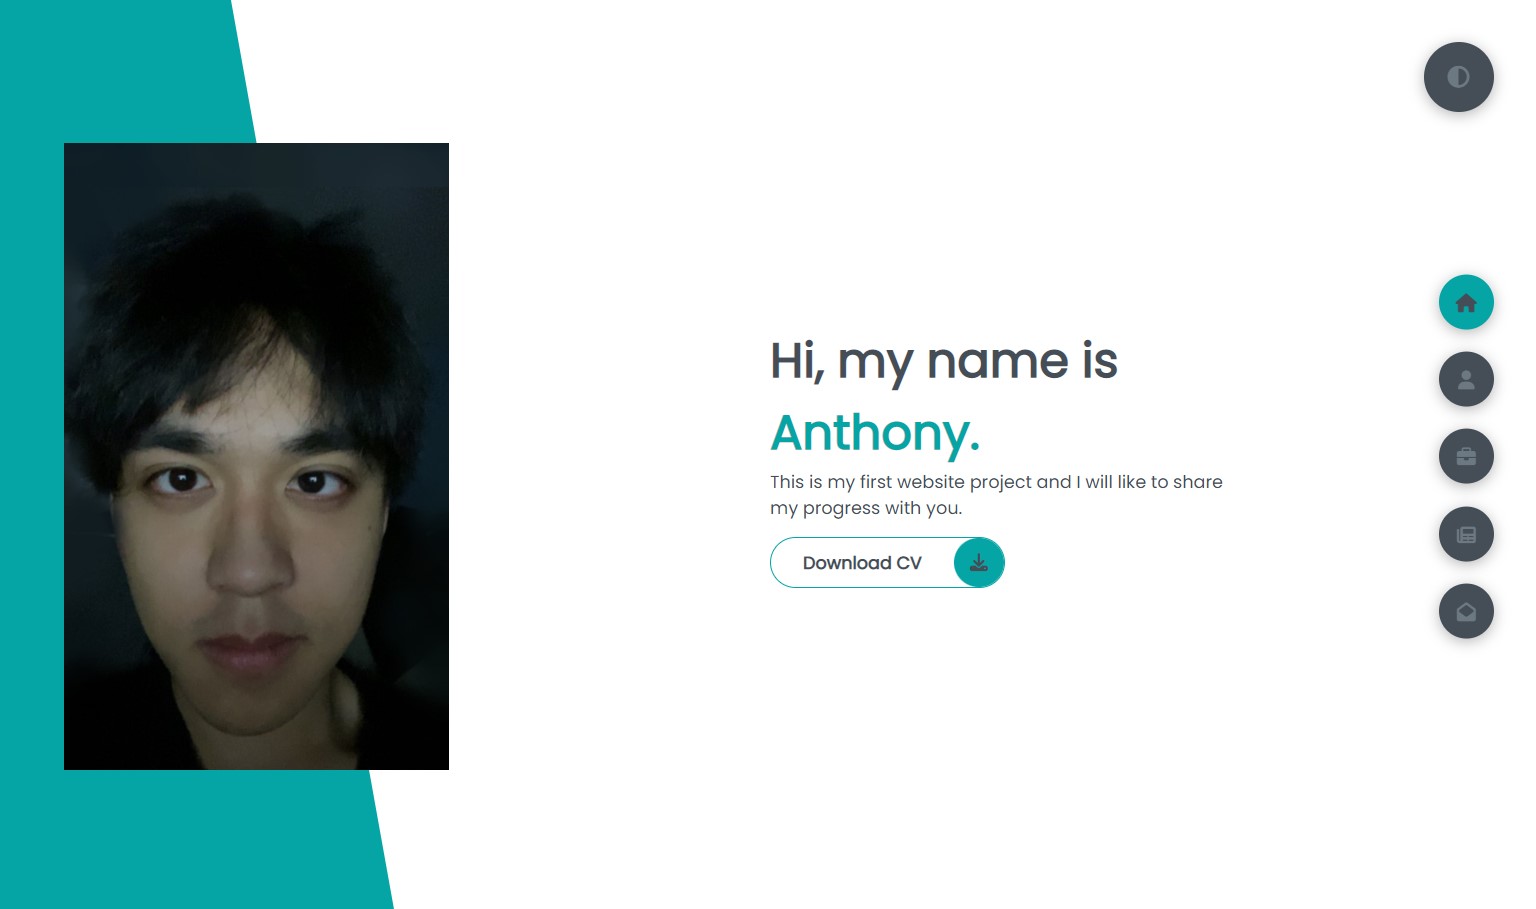 Hi, my name is
Anthony.
This is my first website project and I will like to share
my progress with you.
Download CV